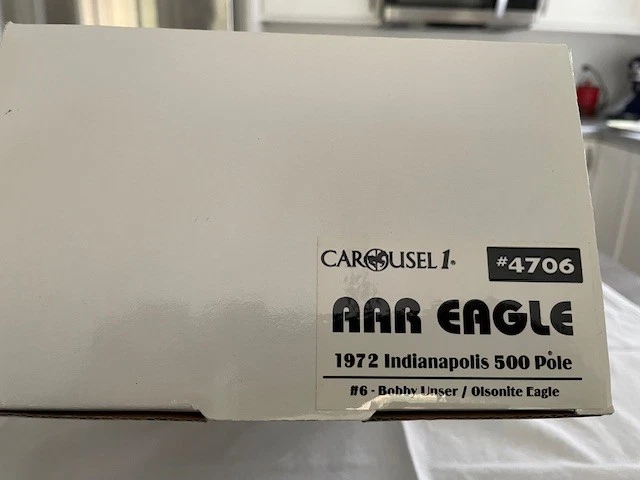 CAROUSEL 1®
#4706
AAR EAGLE
1972 Indianapolis 500 Pole
#6 - Bobby Unser / Olsonite Eagle